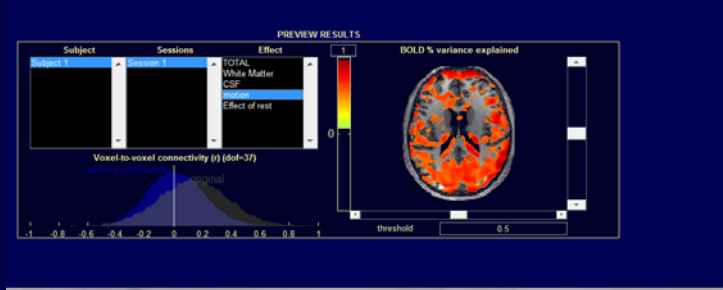 PREVIEW RESULTS
Subject Sessions Effect 1 BOLD % variance explained
Subject 1 Session 1 TOTAL
White Matter
CSF
motion
Effect of rest
0
Voxel-to-voxel connectivity (r) (dof=37)
original
-1 -0.8 -0.6 -0.4 -0.2 0 0.2 0.4 0.6 0.8 1
threshold 0.5